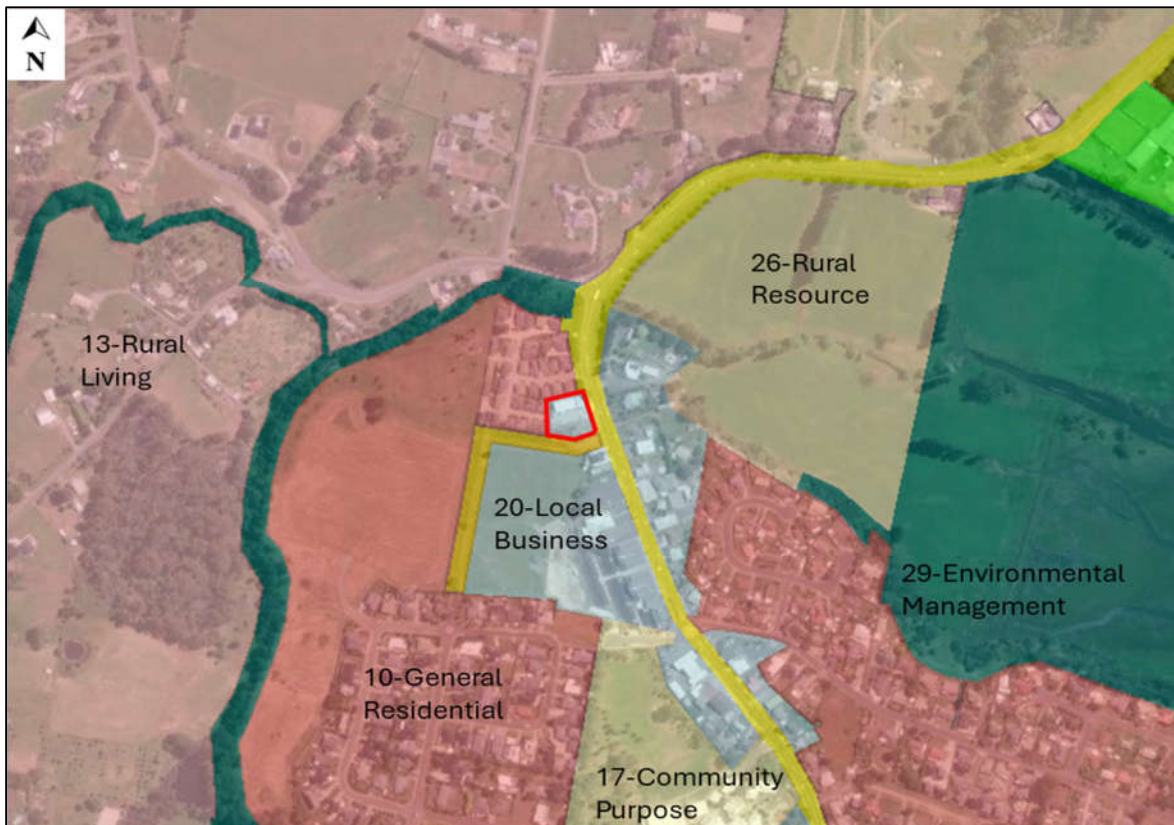 N
26-Rural
Resource
13-Rural
Living
20-Local
Business
29-Environmental
Management
10-General
Residential
17-Community
Purpose